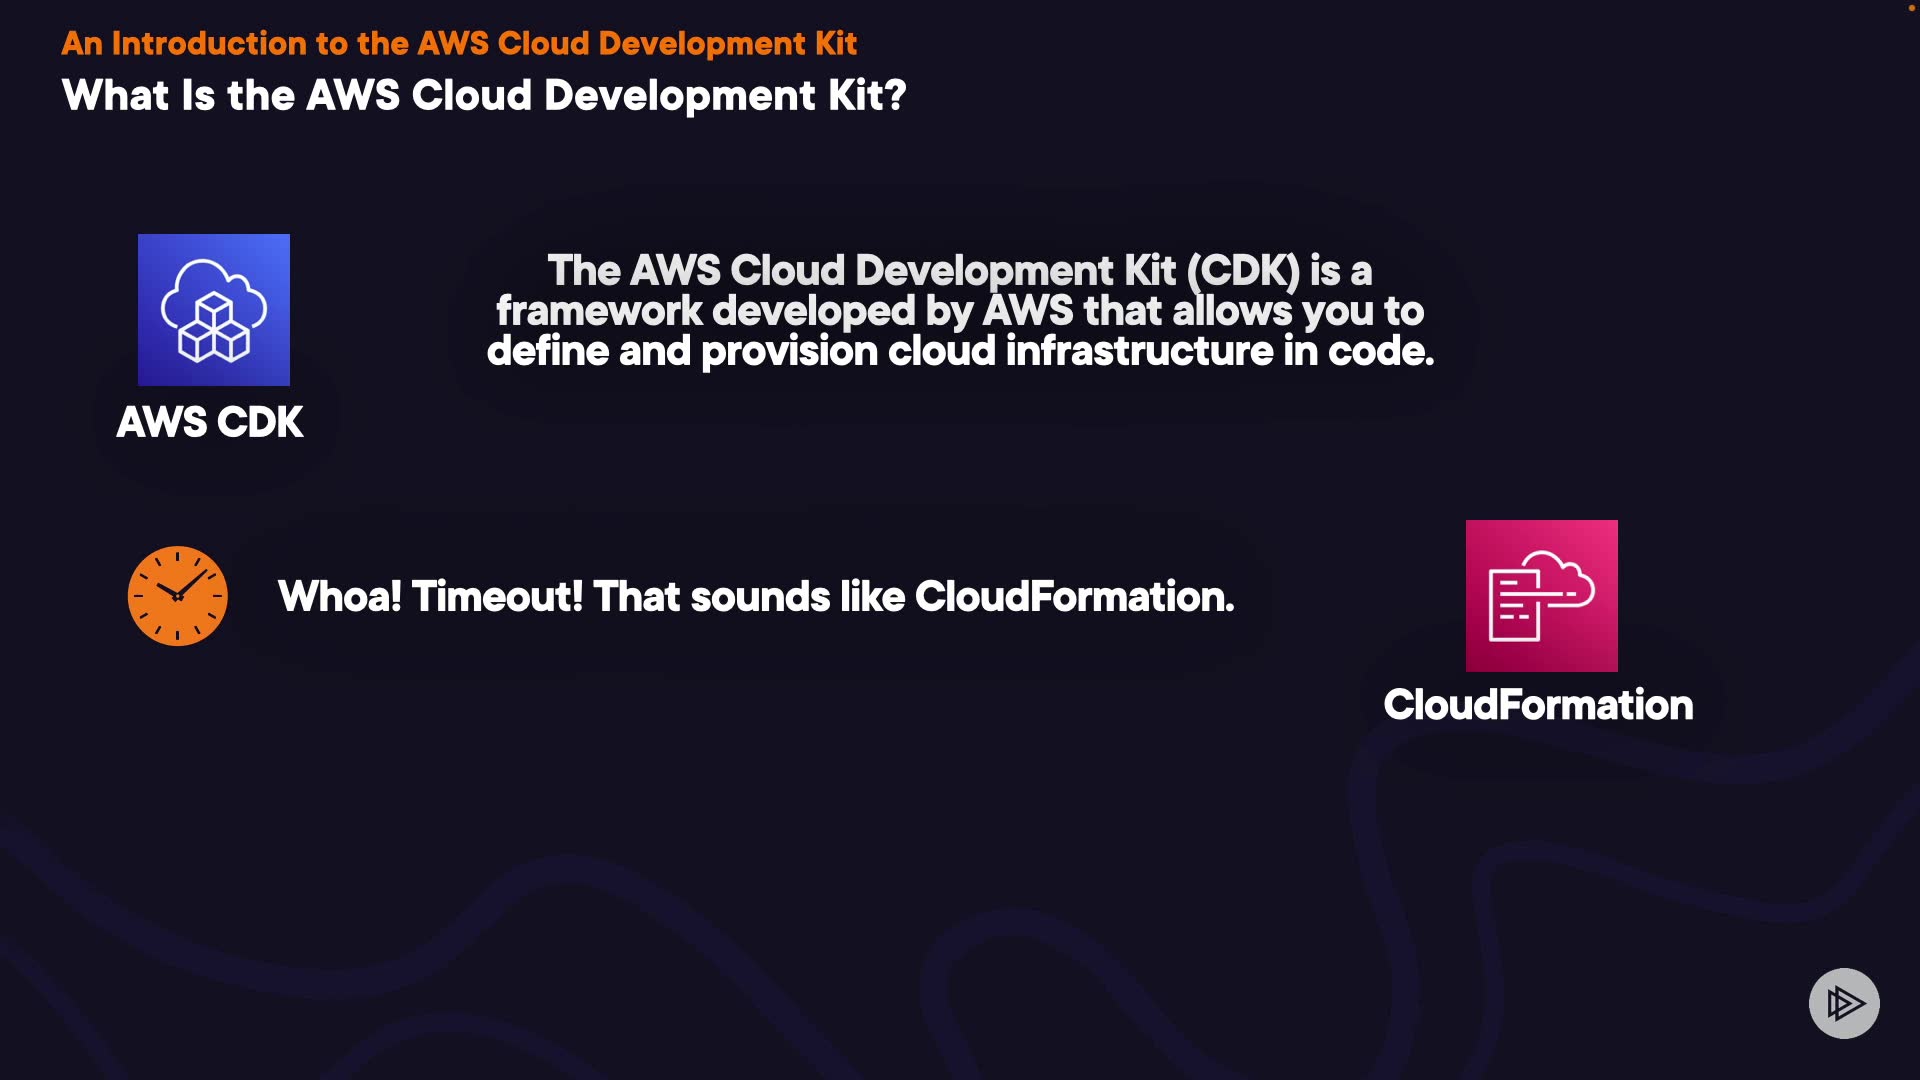 An Introduction to the AWS Cloud Development Kit
What Is the AWS Cloud Development Kit?
The AWS Cloud Development Kit (CDK) is a
framework developed by AWS that allows you to
define and provision cloud infrastructure in code.
AWS CDK
Whoa! Timeout! That sounds like CloudFormation.
CloudFormation